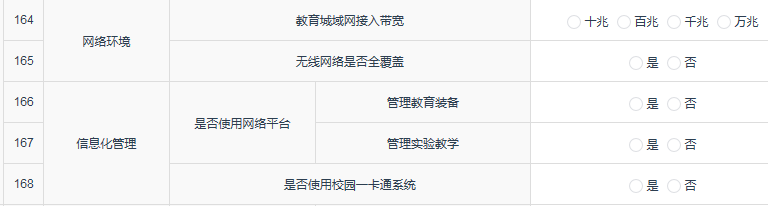 164 教育城域网接入带宽 十兆 百兆 千兆 万兆
网络环境
165 无线网络是否全覆盖 是 否
166 管理教育装备 是 否
是否使用网络平台
信息化管理
167 管理实验教学 是 否
168 是否使用校园一卡通系统 是 否